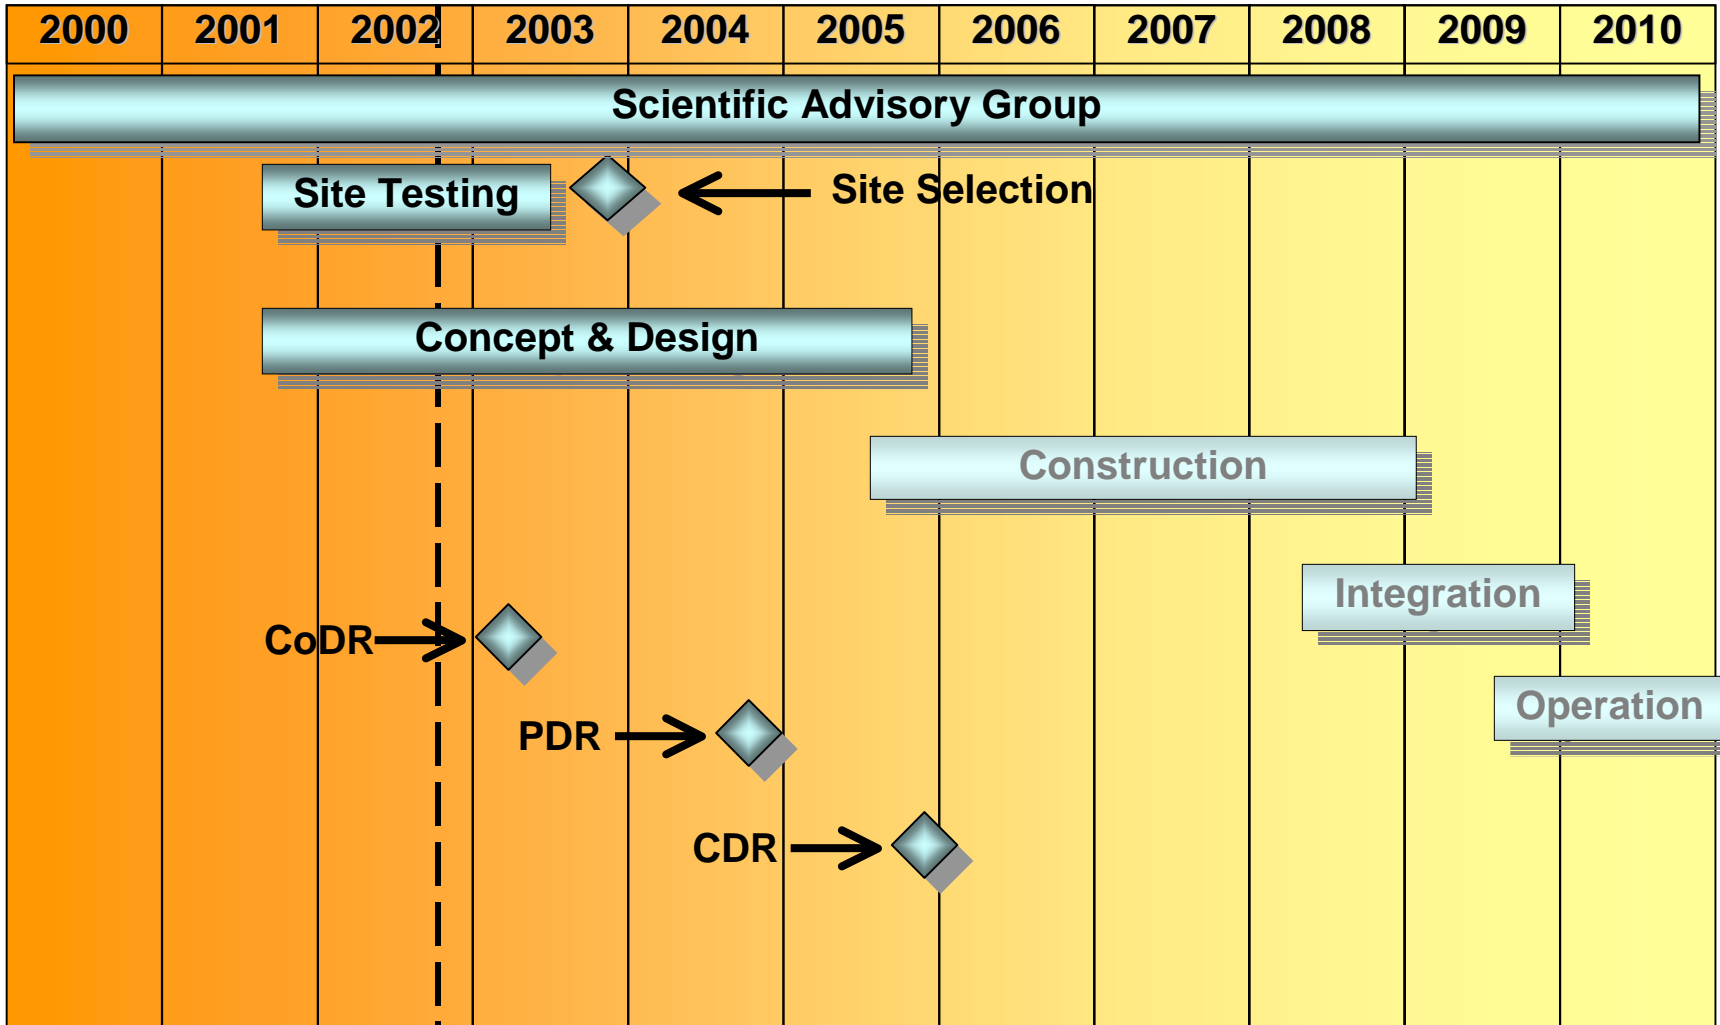 2000 2001 2002 2003 2004 2005 2006 2007 2008 2009 2010
Scientific Advisory Group
Site Testing
Site Selection
Concept & Design
Construction
Integration
CoDR
Operation
PDR
CDR